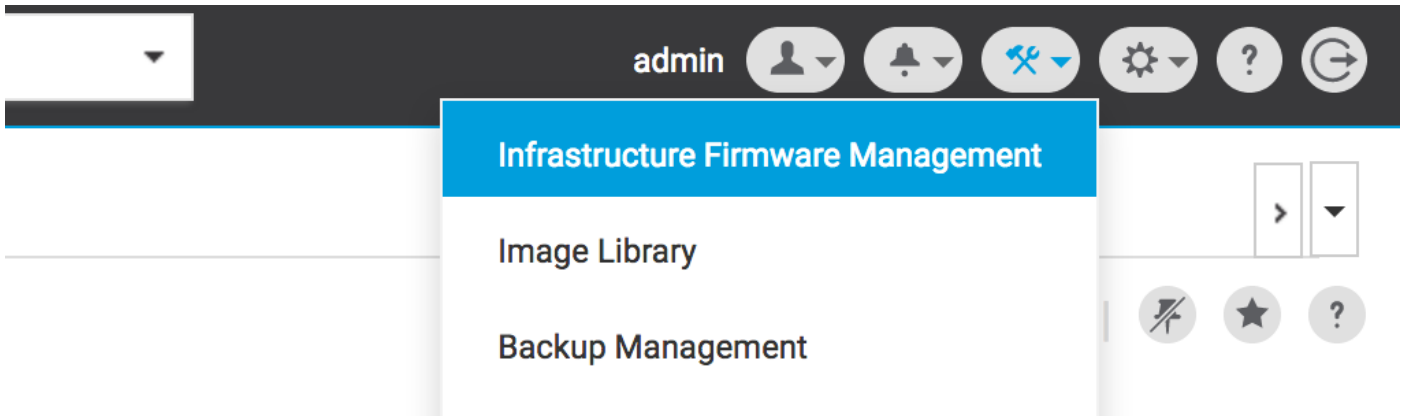 admin
?
Infrastructure Firmware Management
Image Library
?
Backup Management